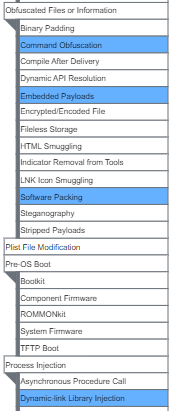 Obfuscated Files or Information
Binary Padding
Command Obfuscation
Compile After Delivery
Dynamic API Resolution
Embedded Payloads
Encrypted/Encoded File
Fileless Storage
HTML Smuggling
Indicator Removal from Tools
LNK Icon Smuggling
Software Packing
Steganography
Stripped Payloads
Plist File Modification
Pre-OS Boot
Bootkit
Component Firmware
ROMMONkit
System Firmware
TFTP Boot
Process Injection
Asynchronous Procedure Call
Dynamic-link Library Injection